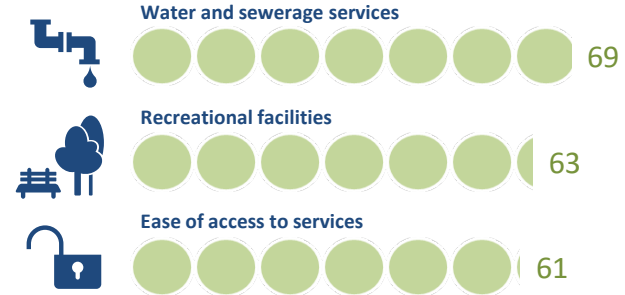 Water and sewerage services
69
Recreational facilities
63
Ease of access to services
61